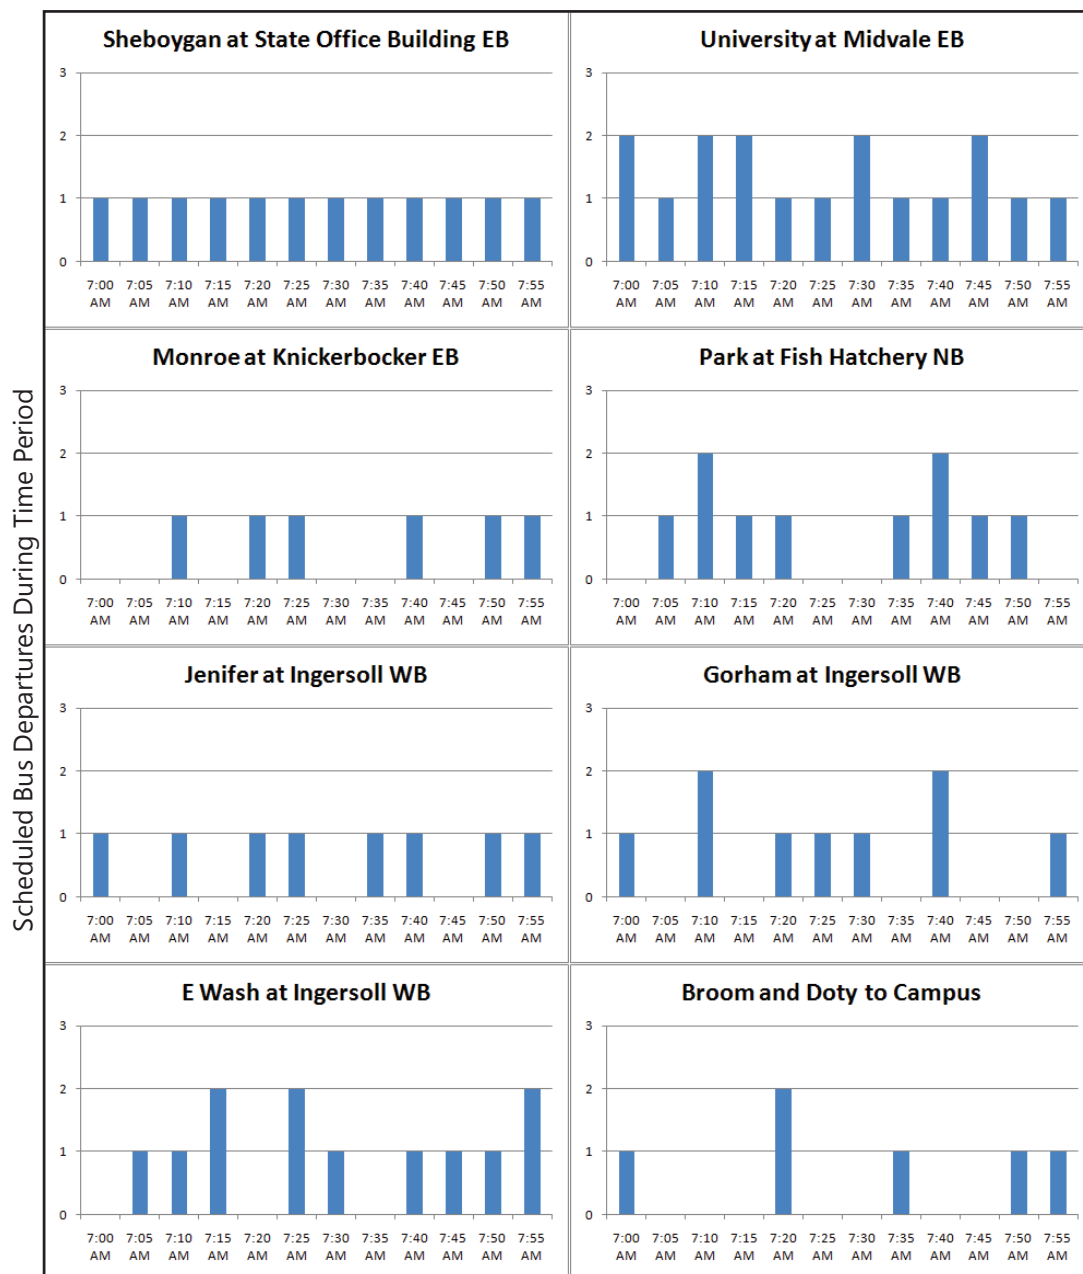 Scheduled Bus Departures During Time Period
Sheboygan at State Office Building EB
3
2
1
0
7:00 7:05 7:10 7:15 7:20 7:25 7:30 7:35 7:40 7:45 7:50 7:55
AM AM AM AM AM AM AM AM AM AM AM AM
University at Midvale EB
3
2
1
0
7:00 7:05 7:10 7:15 7:20 7:25 7:30 7:35 7:40 7:45 7:50 7:55
AM AM AM AM AM AM AM AM AM AM AM AM
Monroe at Knickerbocker EB
3
2
1
0
7:00 7:05 7:10 7:15 7:20 7:25 7:30 7:35 7:40 7:45 7:50 7:55
AM AM AM AM AM AM AM AM AM AM AM AM
Park at Fish Hatchery NB
3
2
1
0
7:00 7:05 7:10 7:15 7:20 7:25 7:30 7:35 7:40 7:45 7:50 7:55
AM AM AM AM AM AM AM AM AM AM AM AM
Jenifer at Ingersoll WB
3
2
1
0
7:00 7:05 7:10 7:15 7:20 7:25 7:30 7:35 7:40 7:45 7:50 7:55
AM AM AM AM AM AM AM AM AM AM AM AM
Gorham at Ingersoll WB
3
2
1
0
7:00 7:05 7:10 7:15 7:20 7:25 7:30 7:35 7:40 7:45 7:50 7:55
AM AM AM AM AM AM AM AM AM AM AM AM
E Wash at Ingersoll WB
3
2
1
0
7:00 7:05 7:10 7:15 7:20 7:25 7:30 7:35 7:40 7:45 7:50 7:55
AM AM AM AM AM AM AM AM AM AM AM AM
Broom and Doty to Campus
3
2
1
0
7:00 7:05 7:10 7:15 7:20 7:25 7:30 7:35 7:40 7:45 7:50 7:55
AM AM AM AM AM AM AM AM AM AM AM AM